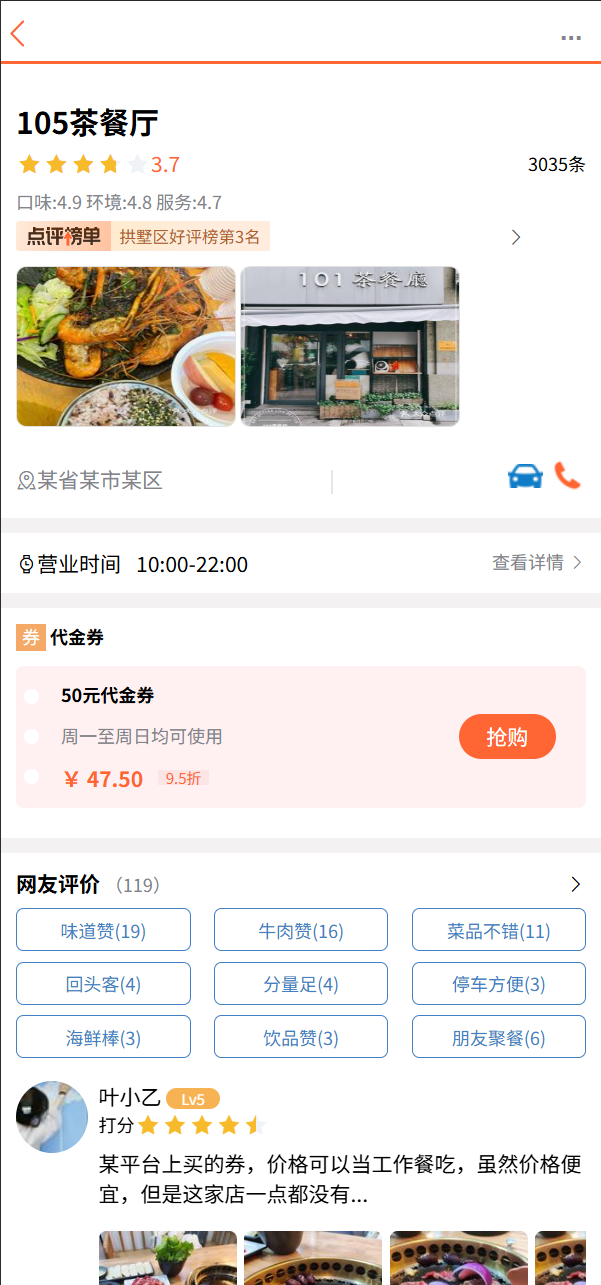 ...
105茶餐厅
3.7
3035条
口味:4.9 环境:4.8 服务:4.7
点评榜单 拱墅区好评榜第3名
101 茶餐廳
某省某市某区
营业时间 10:00-22:00 查看详情
券 代金券
50元代金券
周一至周日均可使用
抢购
¥ 47.50 9.5折
网友评价 （119）
味道赞(19) 牛肉赞(16) 菜品不错(11)
回头客(4) 分量足(4) 停车方便(3)
海鲜棒(3) 饮品赞(3) 朋友聚餐(6)
叶小乙 Lv5
打分
某平台上买的券，价格可以当工作餐吃，虽然价格便
宜，但是这家店一点都没有...